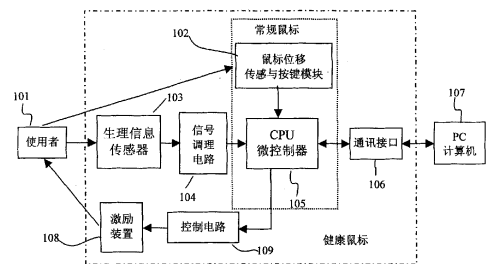 102
常规鼠标
鼠标位移
传感与按键模块
101
使用者
103
生理信息
传感器
信号
调理
电路
104
CPU
微控制器
105
通讯接口
106
107
PC
计算机
激励
装置
108
控制电路
109
健康鼠标